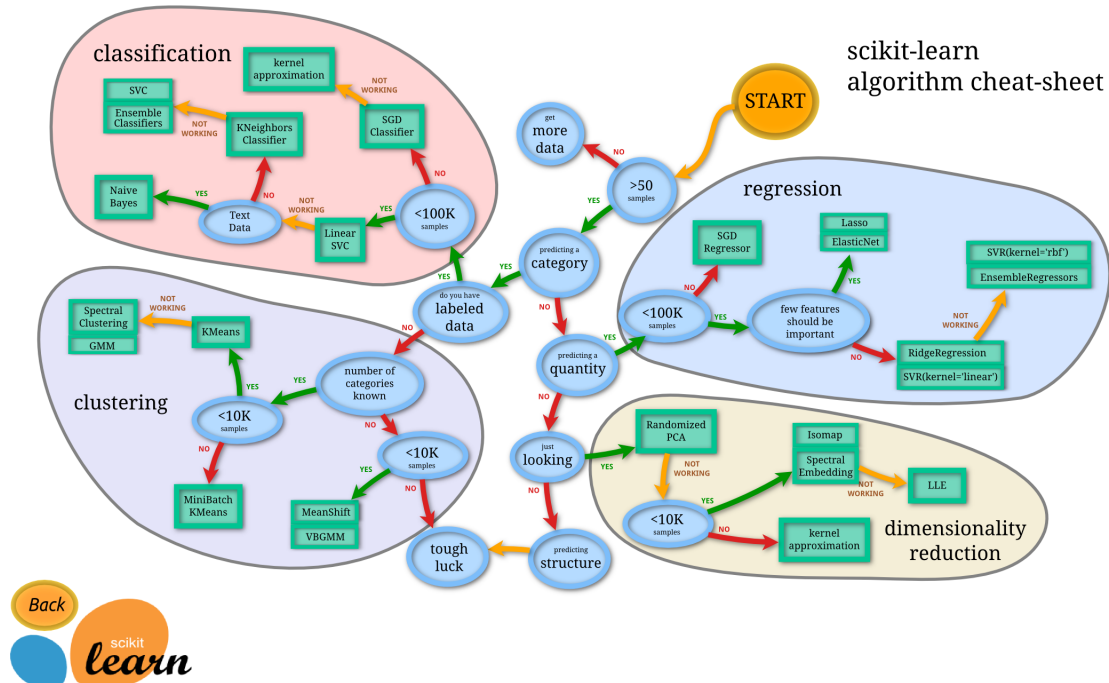 scikit-learn
algorithm cheat-sheet
START
get
more
data
NO
>50
samples
YES
predicting a
category
YES
NO
do you have
labeled
data
YES
NO
predicting a
quantity
YES
NO
just
looking
YES
NO
predicting
structure
tough
luck
classification
kernel
approximation
NOT
WORKING
SGD
Classifier
NO
<100K
samples
YES
Linear
SVC
NOT
WORKING
Text
Data
YES
Naive
Bayes
NO
KNeighbors
Classifier
NOT
WORKING
SVC
Ensemble
Classifiers
clustering
number of
categories
known
YES
NO
<10K
samples
YES
KMeans
NOT
WORKING
Spectral
Clustering
GMM
NO
MiniBatch
KMeans
<10K
samples
YES
MeanShift
VBGMM
NO
regression
<100K
samples
NO
SGD
Regressor
YES
few features
should be
important
YES
Lasso
ElasticNet
NO
RidgeRegression
SVR(kernel='linear')
NOT
WORKING
SVR(kernel='rbf')
EnsembleRegressors
dimensionality
reduction
Randomized
PCA
NOT
WORKING
<10K
samples
YES
Isomap
Spectral
Embedding
NOT
WORKING
LLE
NO
kernel
approximation
Back
scikit
learn